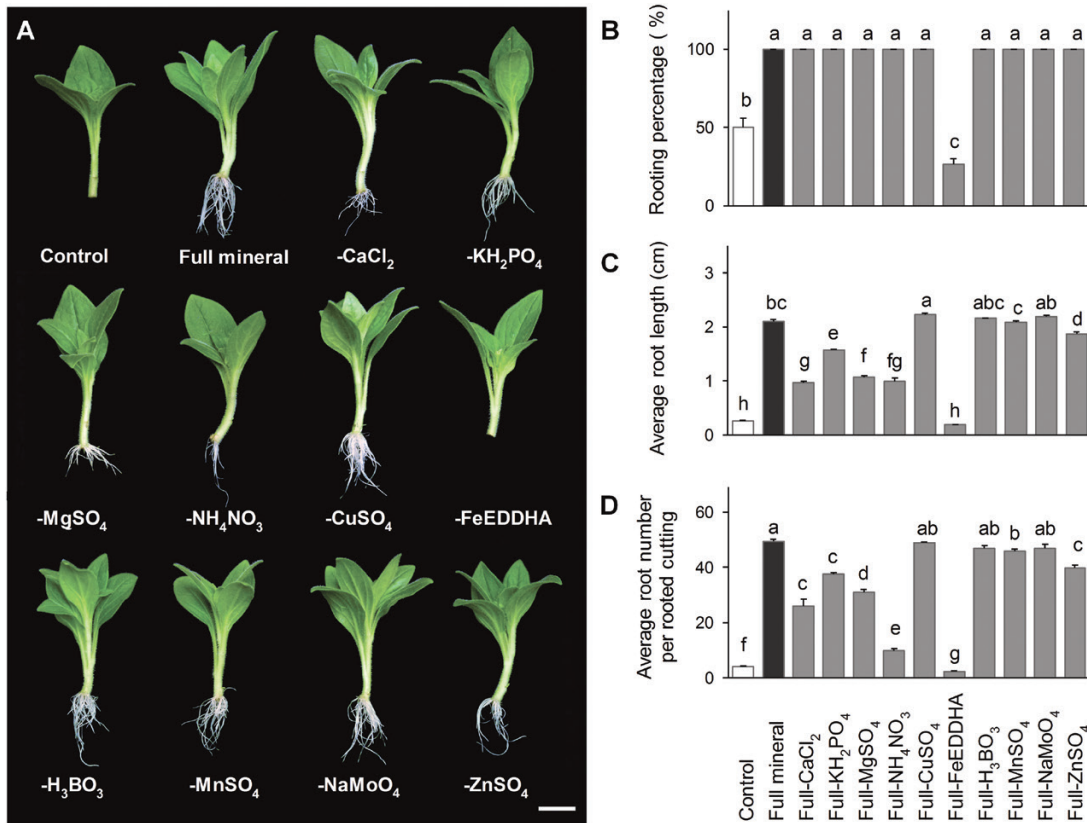 A
Control Full mineral -CaCl₂ -KH₂PO₄
-MgSO₄ -NH₄NO₃ -CuSO₄ -FeEDDHA
-H₃BO₃ -MnSO₄ -NaMoO₄ -ZnSO₄
B
Rooting percentage ( %)
100
50
0
b a a a a a a c a a a a
C
Average root length (cm)
3
2
1
0
h bc g e f fg a h abc c ab d
D
Average root number
per rooted cutting
60
40
20
0
f a c c d e ab g ab b ab c
Control
Full mineral
Full-CaCl₂
Full-KH₂PO₄
Full-MgSO₄
Full-NH₄NO₃
Full-CuSO₄
Full-FeEDDHA
Full-H₃BO₃
Full-MnSO₄
Full-NaMoO₄
Full-ZnSO₄